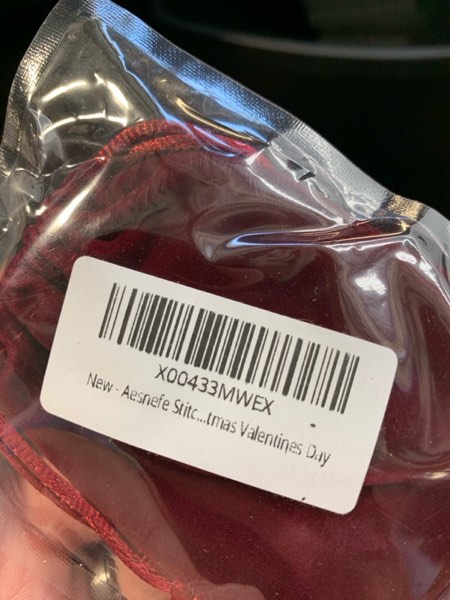 X00433MWEX
New - Aesnefe Stitc...tmas Valentines Day